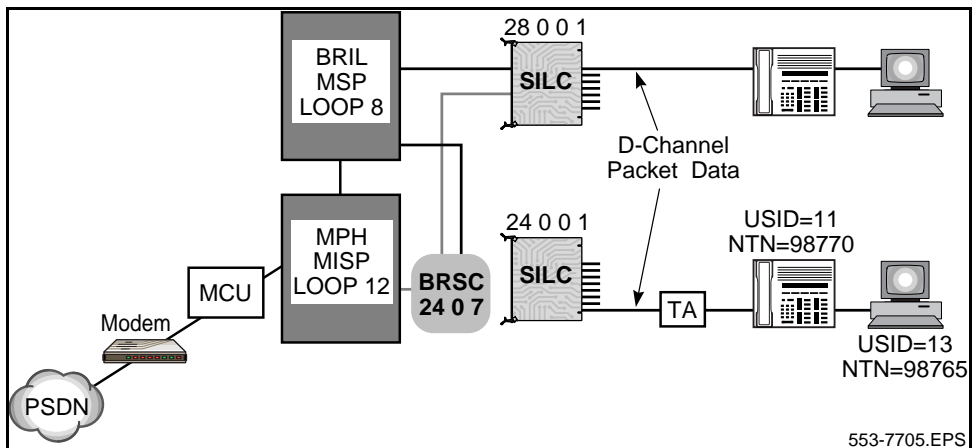 28 0 0 1
BRIL
MSP
LOOP 8
SILC
D-Channel
Packet Data
24 0 0 1
USID=11
NTN=98770
MPH
MISP
LOOP 12
SILC
BRSC
24 0 7
MCU
TA
Modem
USID=13
NTN=98765
PSDN
553-7705.EPS